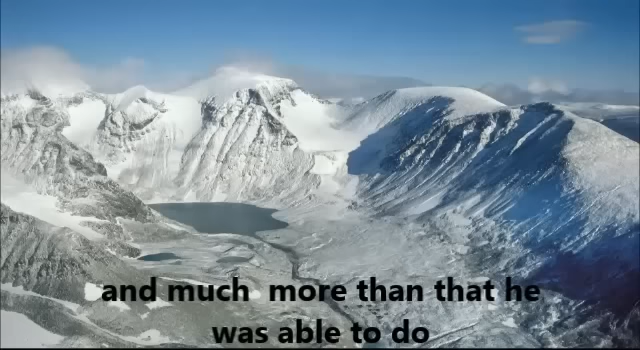 and much  more than that he
was able to do